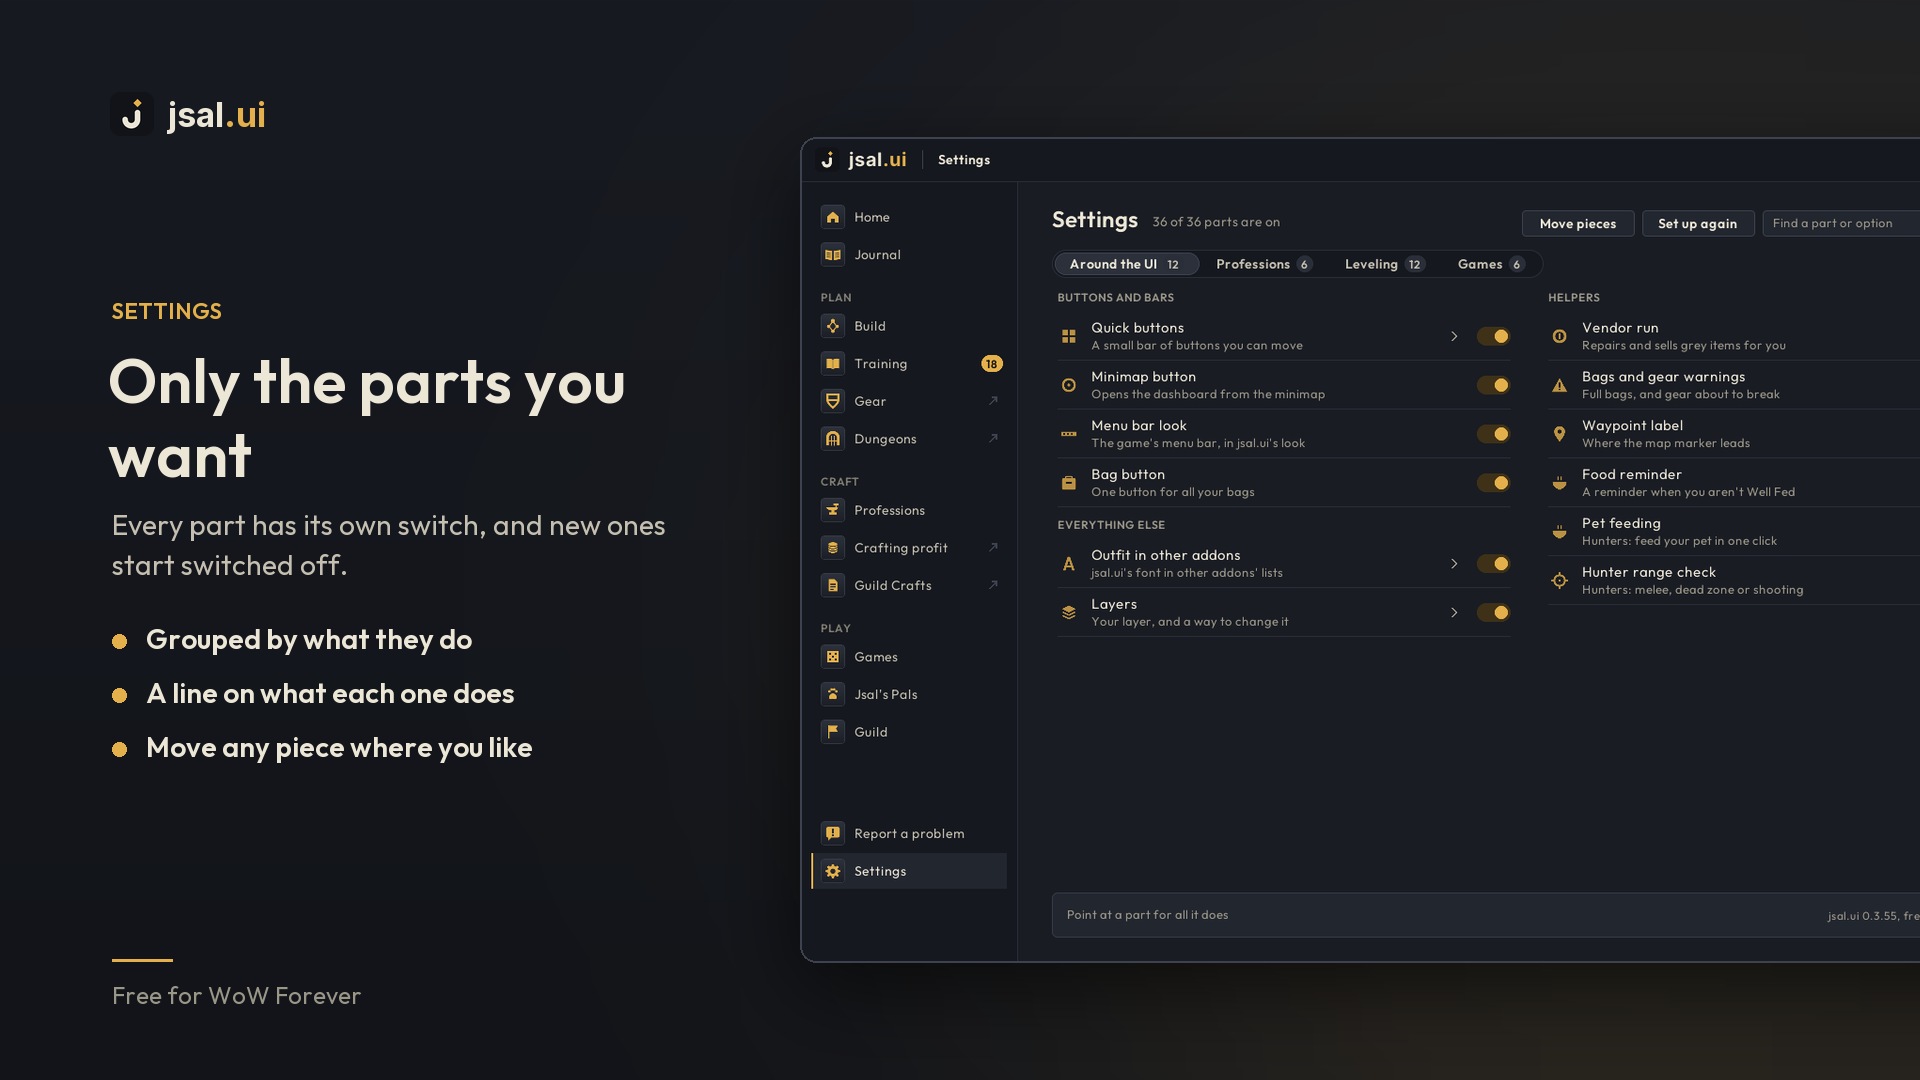 jsal.ui
SETTINGS
Only the parts you
want
Every part has its own switch, and new ones
start switched off.
Grouped by what they do
A line on what each one does
Move any piece where you like
Free for WoW Forever
jsal.ui
Settings
Home
Journal
PLAN
Build
Training 18
Gear
Dungeons
CRAFT
Professions
Crafting profit
Guild Crafts
PLAY
Games
Jsal's Pals
Guild
Report a problem
Settings
Settings 36 of 36 parts are on
Move pieces
Set up again
Find a part or option
Around the UI 12
Professions 6
Leveling 12
Games 6
BUTTONS AND BARS
Quick buttons
A small bar of buttons you can move
Minimap button
Opens the dashboard from the minimap
Menu bar look
The game's menu bar, in jsal.ui's look
Bag button
One button for all your bags
EVERYTHING ELSE
Outfit in other addons
jsal.ui's font in other addons' lists
Layers
Your layer, and a way to change it
HELPERS
Vendor run
Repairs and sells grey items for you
Bags and gear warnings
Full bags, and gear about to break
Waypoint label
Where the map marker leads
Food reminder
A reminder when you aren't Well Fed
Pet feeding
Hunters: feed your pet in one click
Hunter range check
Hunters: melee, dead zone or shooting
Point at a part for all it does
jsal.ui 0.3.55, fre